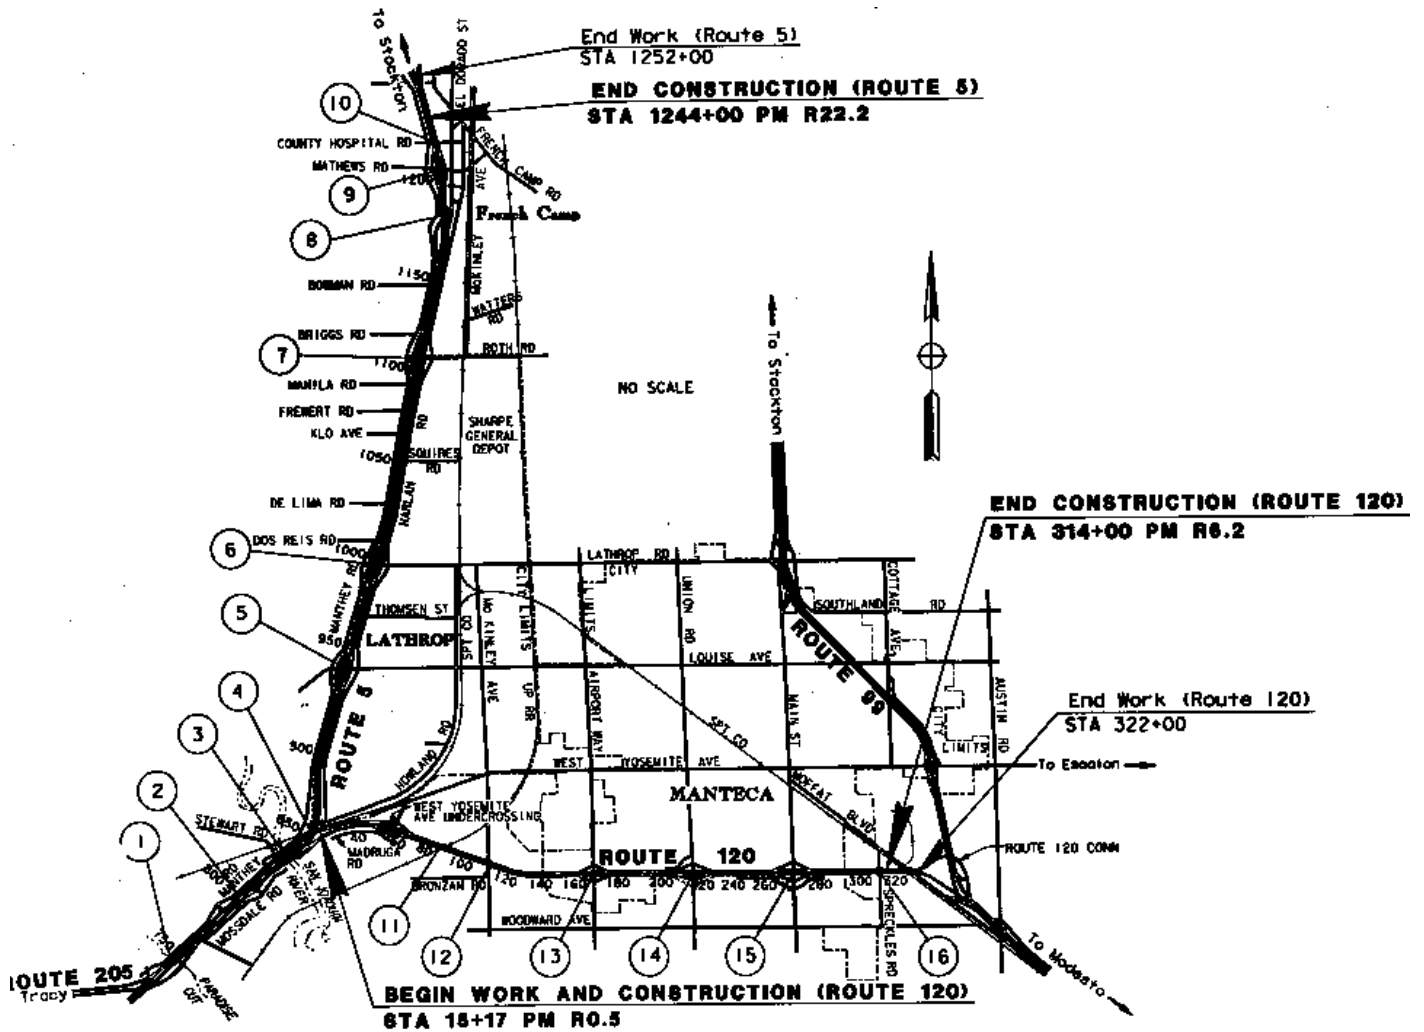 To Stockton
EL DORADO ST
End Work (Route 5)
STA 1252+00
END CONSTRUCTION (ROUTE 5)
STA 1244+00 PM R22.2
10
COUNTY HOSPITAL RD
MATHEWS RD
FRENCH CAMP RD
9
AVE
French Camp
8
MCKINLEY
1150
BOWMAN RD
WATTERS
RD
BRIGGS RD
7
ROTH RD
1100
To Stockton
MANILA RD
NO SCALE
FREWERT RD
RD
KLO AVE
SHARPE
GENERAL
DEPOT
1050
SQUIRES
RD
DE LIMA RD
HARLAN
END CONSTRUCTION (ROUTE 120)
STA 314+00 PM R6.2
DOS REIS RD
1000
6
LATHROP RD
CITY
LIMITS
CITY LIMITS
UNION RD
COTTAGE AVE
MANTHEY RD
THOMSEN ST
SOUTHLAND RD
5
950
LATHROP
SPT CO
MC KINLEY
AVE
ROUTE 99
LOUISE AVE
4
ROUTE 5
UP RR
AIRPORT WAY
MAIN ST
AUSTIN RD
End Work (Route 120)
STA 322+00
3
900
HOWLAND RD
SPT CO
CITY
LIMITS
WEST YOSEMITE AVE
To Escalon
2
MOFFAT
BLVD
MANTECA
WEST YOSEMITE
AVE UNDERCROSSING
STEWART RD
850
1
40
MADRUGA
RD
80
100
ROUTE 120
ROUTE 120 CONN
MANTHEY
MOSSDALE RD
SAN JOAQUIN
RIVER
BRONZAN RD
120 140 160 180 200 220 240 260 280 300 320
WOODWARD AVE
SPRECKLES RD
11
12
13
14
15
16
To Modesto
ROUTE 205
Tracy
PARADISE
CUT
BEGIN WORK AND CONSTRUCTION (ROUTE 120)
STA 15+17 PM R0.5